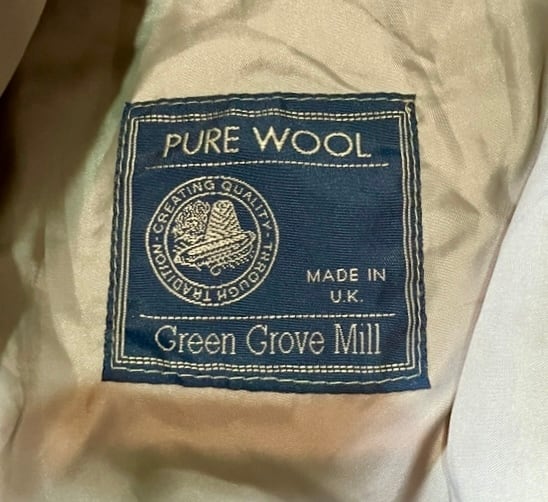 PURE WOOL
CREATING QUALITY THROUGH TRADITION
MADE IN
U.K.
Green Grove Mill